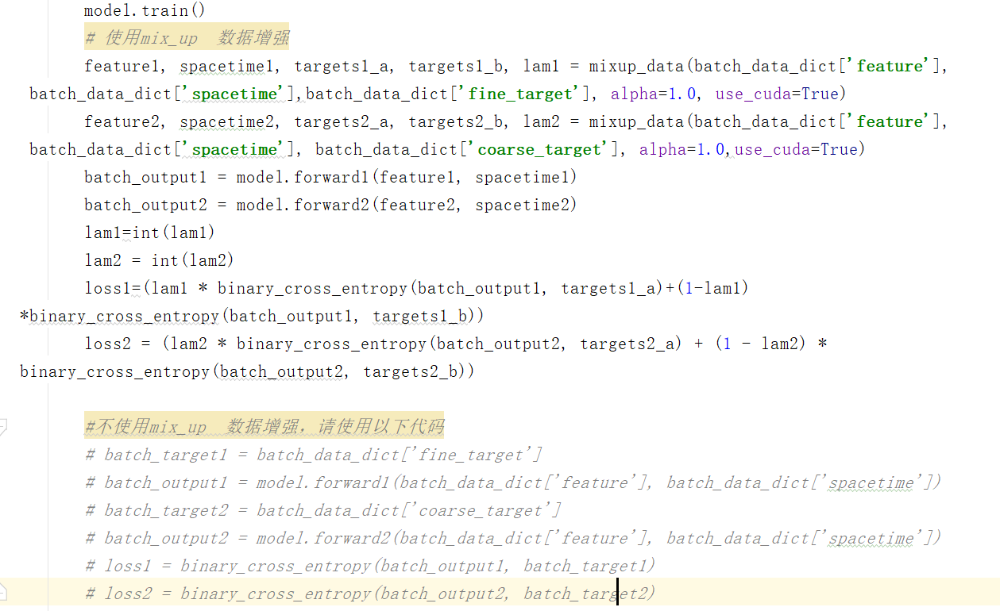 model.train()
# 使用mix_up  数据增强
feature1, spacetime1, targets1_a, targets1_b, lam1 = mixup_data(batch_data_dict['feature'],
batch_data_dict['spacetime'],batch_data_dict['fine_target'], alpha=1.0, use_cuda=True)
feature2, spacetime2, targets2_a, targets2_b, lam2 = mixup_data(batch_data_dict['feature'],
batch_data_dict['spacetime'], batch_data_dict['coarse_target'], alpha=1.0,use_cuda=True)
batch_output1 = model.forward1(feature1, spacetime1)
batch_output2 = model.forward2(feature2, spacetime2)
lam1=int(lam1)
lam2 = int(lam2)
loss1=(lam1 * binary_cross_entropy(batch_output1, targets1_a)+(1-lam1)
*binary_cross_entropy(batch_output1, targets1_b))
loss2 = (lam2 * binary_cross_entropy(batch_output2, targets2_a) + (1 - lam2) *
binary_cross_entropy(batch_output2, targets2_b))
#不使用mix_up  数据增强，请使用以下代码
# batch_target1 = batch_data_dict['fine_target']
# batch_output1 = model.forward1(batch_data_dict['feature'], batch_data_dict['spacetime'])
# batch_target2 = batch_data_dict['coarse_target']
# batch_output2 = model.forward2(batch_data_dict['feature'], batch_data_dict['spacetime'])
# loss1 = binary_cross_entropy(batch_output1, batch_target1)
# loss2 = binary_cross_entropy(batch_output2, batch_target2)